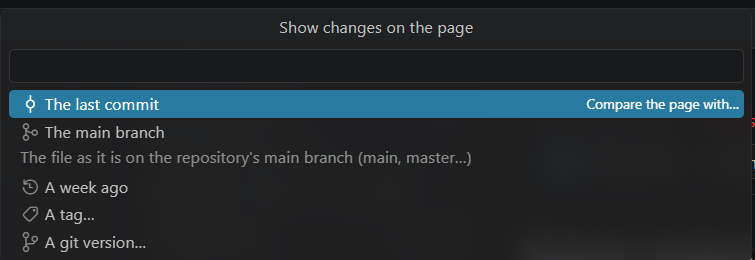 Show changes on the page
The last commit
Compare the page with...
The main branch
The file as it is on the repository's main branch (main, master...)
A week ago
A tag...
A git version...